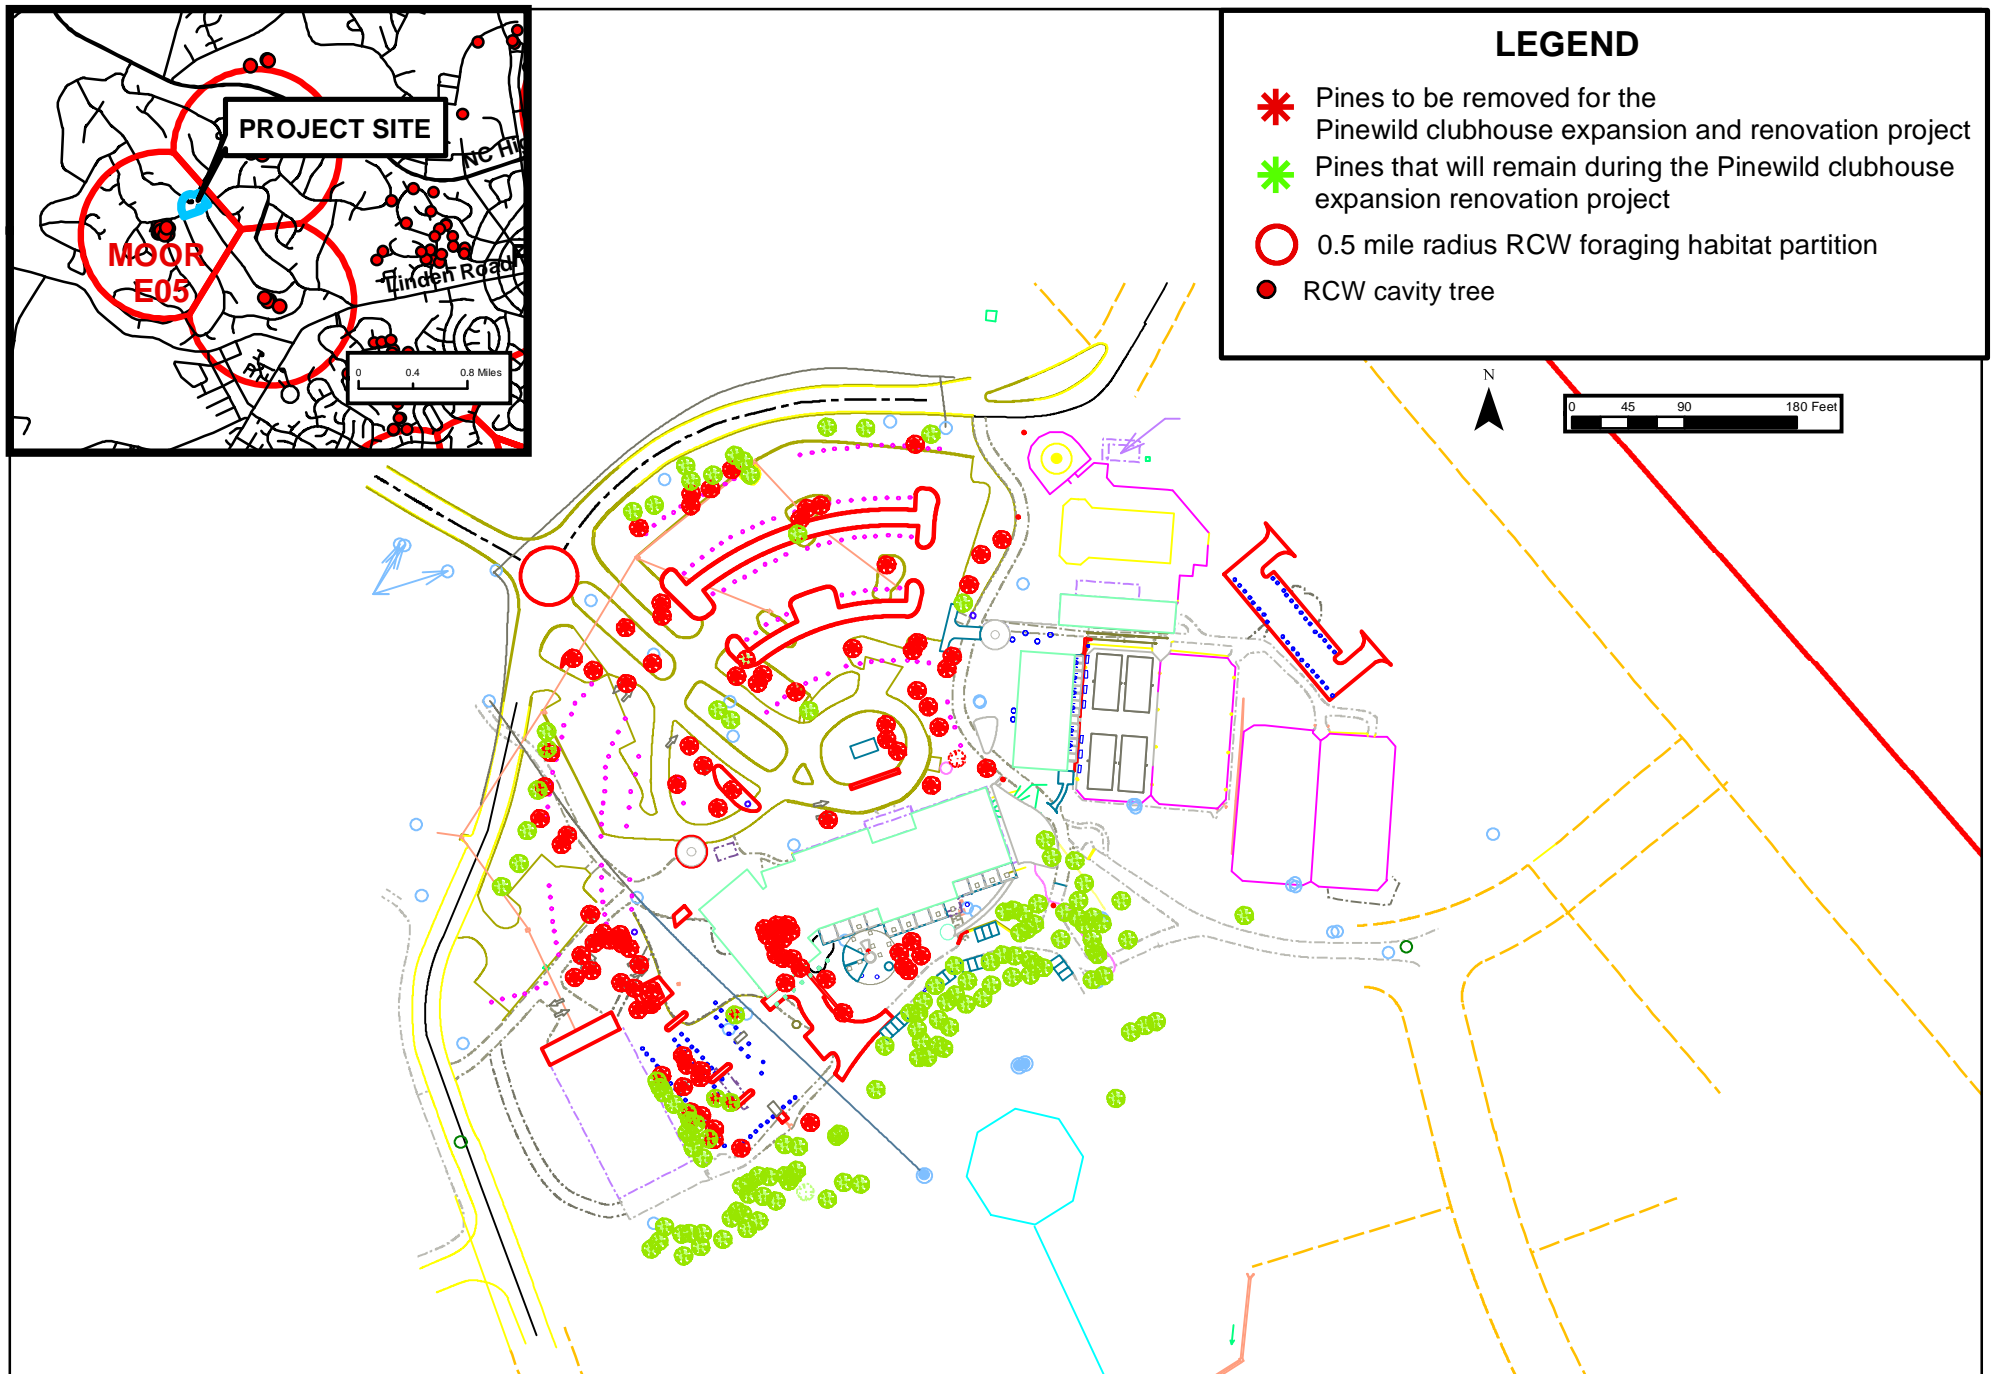 PROJECT SITE
NC Hig
Linden Road
MOOR
E05
0 0.4 0.8 Miles
LEGEND
Pines to be removed for the
Pinewild clubhouse expansion and renovation project
Pines that will remain during the Pinewild clubhouse
expansion renovation project
0.5 mile radius RCW foraging habitat partition
RCW cavity tree
N
0 45 90 180 Feet